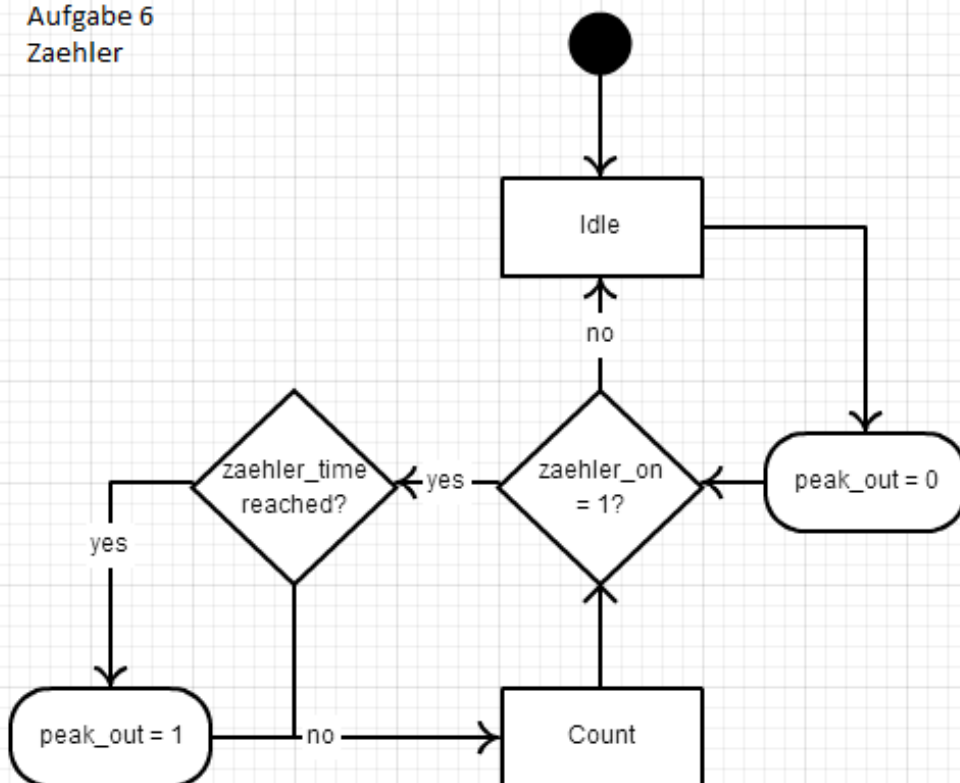 Aufgabe 6
Zaehler
Idle
no
zaehler_time
reached?
yes
zaehler_on
= 1?
peak_out = 0
yes
peak_out = 1
no
Count